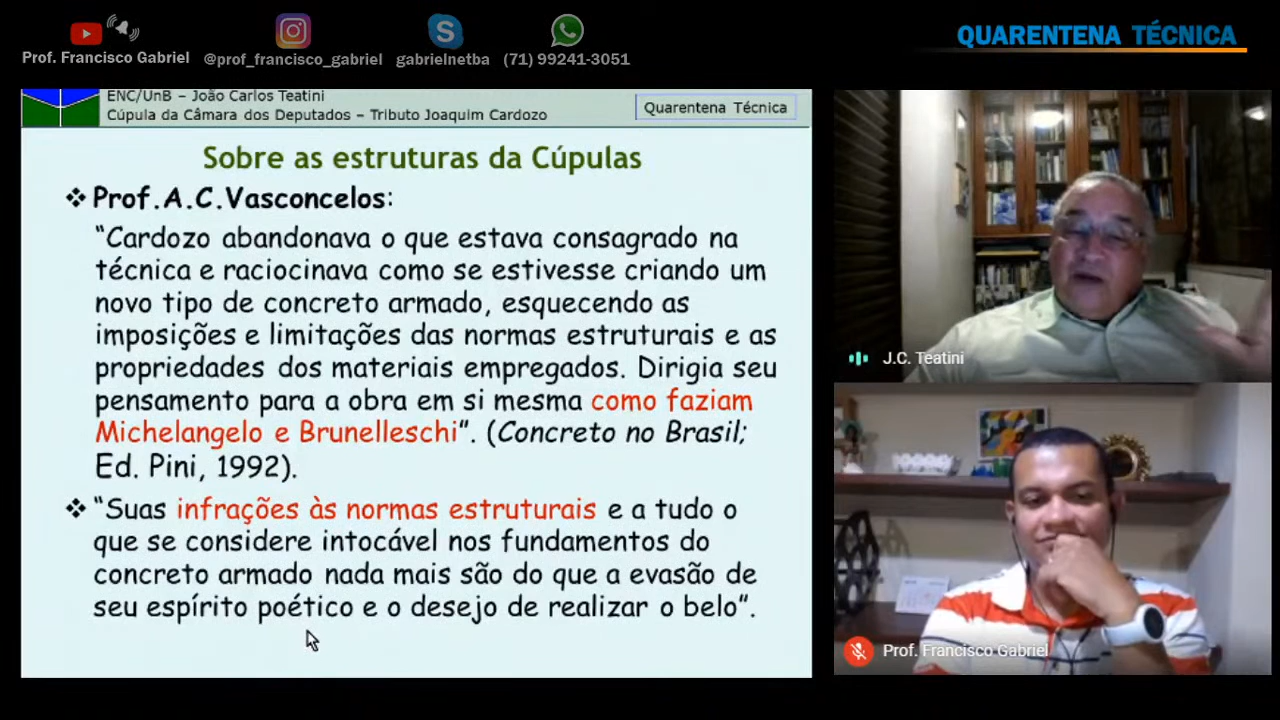 Prof. Francisco Gabriel
@prof_francisco_gabriel
gabrielnetba
(71) 99241-3051
QUARENTENA TÉCNICA
ENC/UnB – João Carlos Teatini
Cúpula da Câmara dos Deputados – Tributo Joaquim Cardozo
Quarentena Técnica
Sobre as estruturas da Cúpulas
❖ Prof.A.C.Vasconcelos:
“Cardozo abandonava o que estava consagrado na
técnica e raciocinava como se estivesse criando um
novo tipo de concreto armado, esquecendo as
imposições e limitações das normas estruturais e as
propriedades dos materiais empregados. Dirigia seu
pensamento para a obra em si mesma como faziam
Michelangelo e Brunelleschi”. (Concreto no Brasil;
Ed. Pini, 1992).
❖ “Suas infrações às normas estruturais e a tudo o
que se considere intocável nos fundamentos do
concreto armado nada mais são do que a evasão de
seu espírito poético e o desejo de realizar o belo”.
J.C. Teatini
Prof. Francisco Gabriel